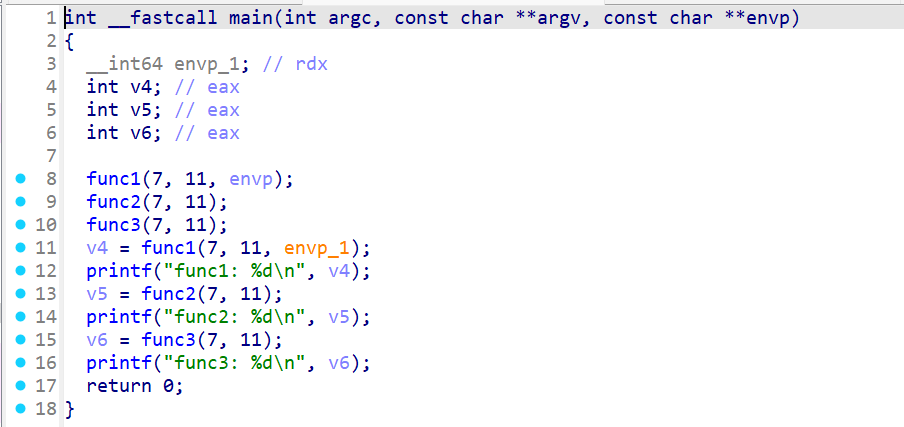 1 int __fastcall main(int argc, const char **argv, const char **envp)
2 {
3   __int64 envp_1; // rdx
4   int v4; // eax
5   int v5; // eax
6   int v6; // eax
7
8   func1(7, 11, envp);
9   func2(7, 11);
10   func3(7, 11);
11   v4 = func1(7, 11, envp_1);
12   printf("func1: %d\n", v4);
13   v5 = func2(7, 11);
14   printf("func2: %d\n", v5);
15   v6 = func3(7, 11);
16   printf("func3: %d\n", v6);
17   return 0;
18 }